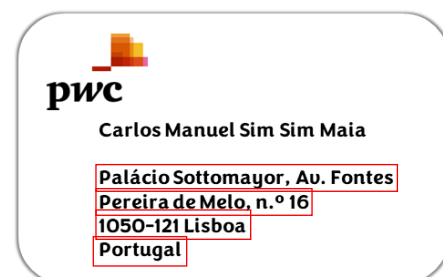 pwc
Carlos Manuel Sim Sim Maia
Palácio Sottomayor, Av. Fontes
Pereira de Melo, n.º 16
1050-121 Lisboa
Portugal